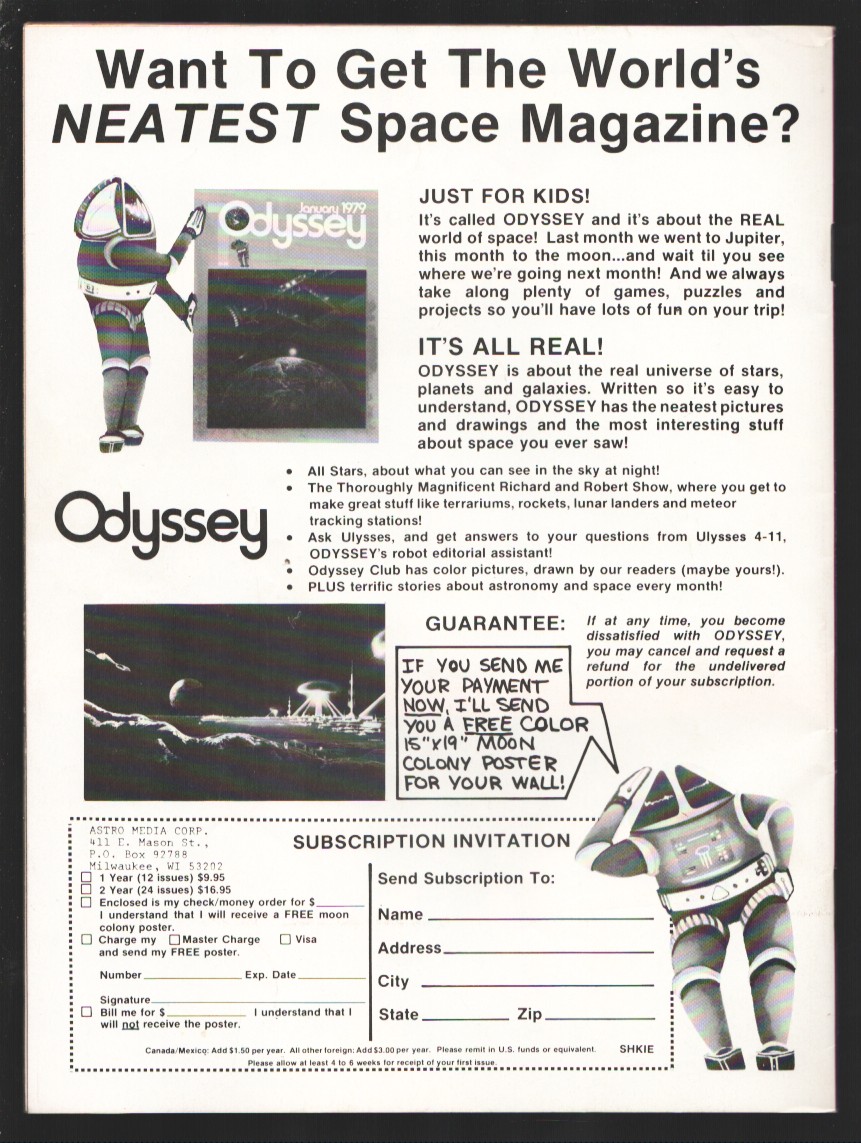 Want To Get The World's
NEATEST Space Magazine?
January 1979
Odyssey
JUST FOR KIDS!
It's called ODYSSEY and it's about the REAL
world of space! Last month we went to Jupiter,
this month to the moon...and wait til you see
where we're going next month! And we always
take along plenty of games, puzzles and
projects so you'll have lots of fun on your trip!
IT'S ALL REAL!
ODYSSEY is about the real universe of stars,
planets and galaxies. Written so it's easy to
understand, ODYSSEY has the neatest pictures
and drawings and the most interesting stuff
about space you ever saw!
Odyssey
• All Stars, about what you can see in the sky at night!
• The Thoroughly Magnificent Richard and Robert Show, where you get to
make great stuff like terrariums, rockets, lunar landers and meteor
tracking stations!
• Ask Ulysses, and get answers to your questions from Ulysses 4-11,
ODYSSEY's robot editorial assistant!
• Odyssey Club has color pictures, drawn by our readers (maybe yours!).
• PLUS terrific stories about astronomy and space every month!
GUARANTEE:
If at any time, you become
dissatisfied with ODYSSEY,
you may cancel and request a
refund for the undelivered
portion of your subscription.
IF YOU SEND ME
YOUR PAYMENT
NOW, I'LL SEND
YOU A FREE COLOR
15"X19" MOON
COLONY POSTER
FOR YOUR WALL!
ASTRO MEDIA CORP.
411 E. Mason St.,
P.O. Box 92788
Milwaukee, WI 53202
SUBSCRIPTION INVITATION
☐ 1 Year (12 issues) $9.95
☐ 2 Year (24 issues) $16.95
☐ Enclosed is my check/money order for $______
I understand that I will receive a FREE moon
colony poster.
☐ Charge my ☐ Master Charge ☐ Visa
and send my FREE poster.
Number______ Exp. Date______
Signature______
☐ Bill me for $______ I understand that I
will not receive the poster.
Send Subscription To:
Name______
Address______
City______
State______ Zip______
Canada/Mexico: Add $1.50 per year. All other foreign: Add $3.00 per year. Please remit in U.S. funds or equivalent. SHKIE
Please allow at least 4 to 6 weeks for receipt of your first issue.